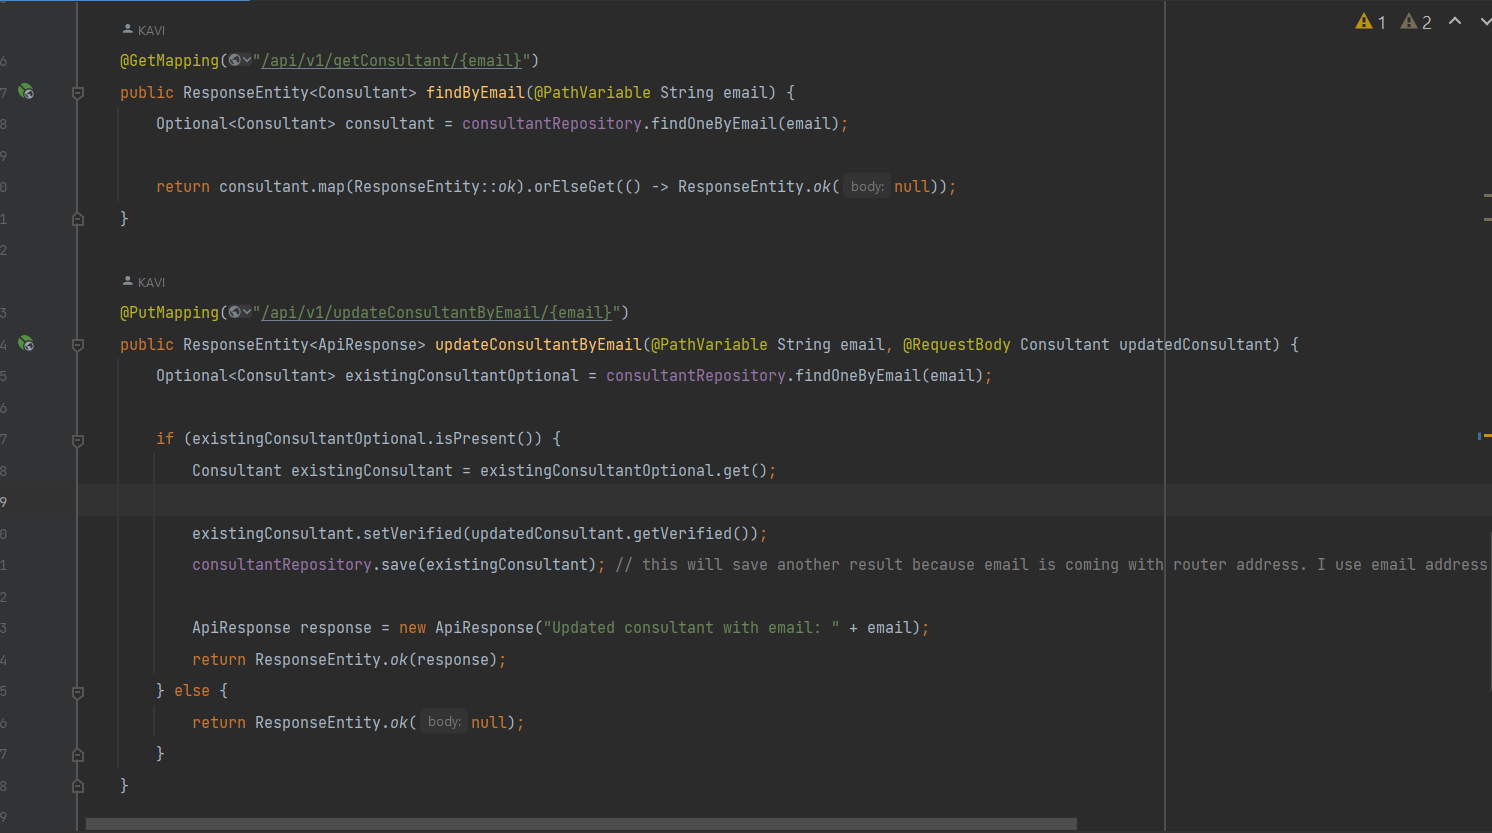 KAVI
1 2
6 @GetMapping("/api/v1/getConsultant/{email}")
7 public ResponseEntity<Consultant> findByEmail(@PathVariable String email) {
8 Optional<Consultant> consultant = consultantRepository.findOneByEmail(email);
9
0 return consultant.map(ResponseEntity::ok).orElseGet(() -> ResponseEntity.ok( body: null));
1 }
2
KAVI
3 @PutMapping("/api/v1/updateConsultantByEmail/{email}")
4 public ResponseEntity<ApiResponse> updateConsultantByEmail(@PathVariable String email, @RequestBody Consultant updatedConsultant) {
5 Optional<Consultant> existingConsultantOptional = consultantRepository.findOneByEmail(email);
6
7 if (existingConsultantOptional.isPresent()) {
8 Consultant existingConsultant = existingConsultantOptional.get();
9
0 existingConsultant.setVerified(updatedConsultant.getVerified());
1 consultantRepository.save(existingConsultant); // this will save another result because email is coming with router address. I use email address
2
3 ApiResponse response = new ApiResponse("Updated consultant with email: " + email);
4 return ResponseEntity.ok(response);
5 } else {
6 return ResponseEntity.ok( body: null);
7 }
8 }
9